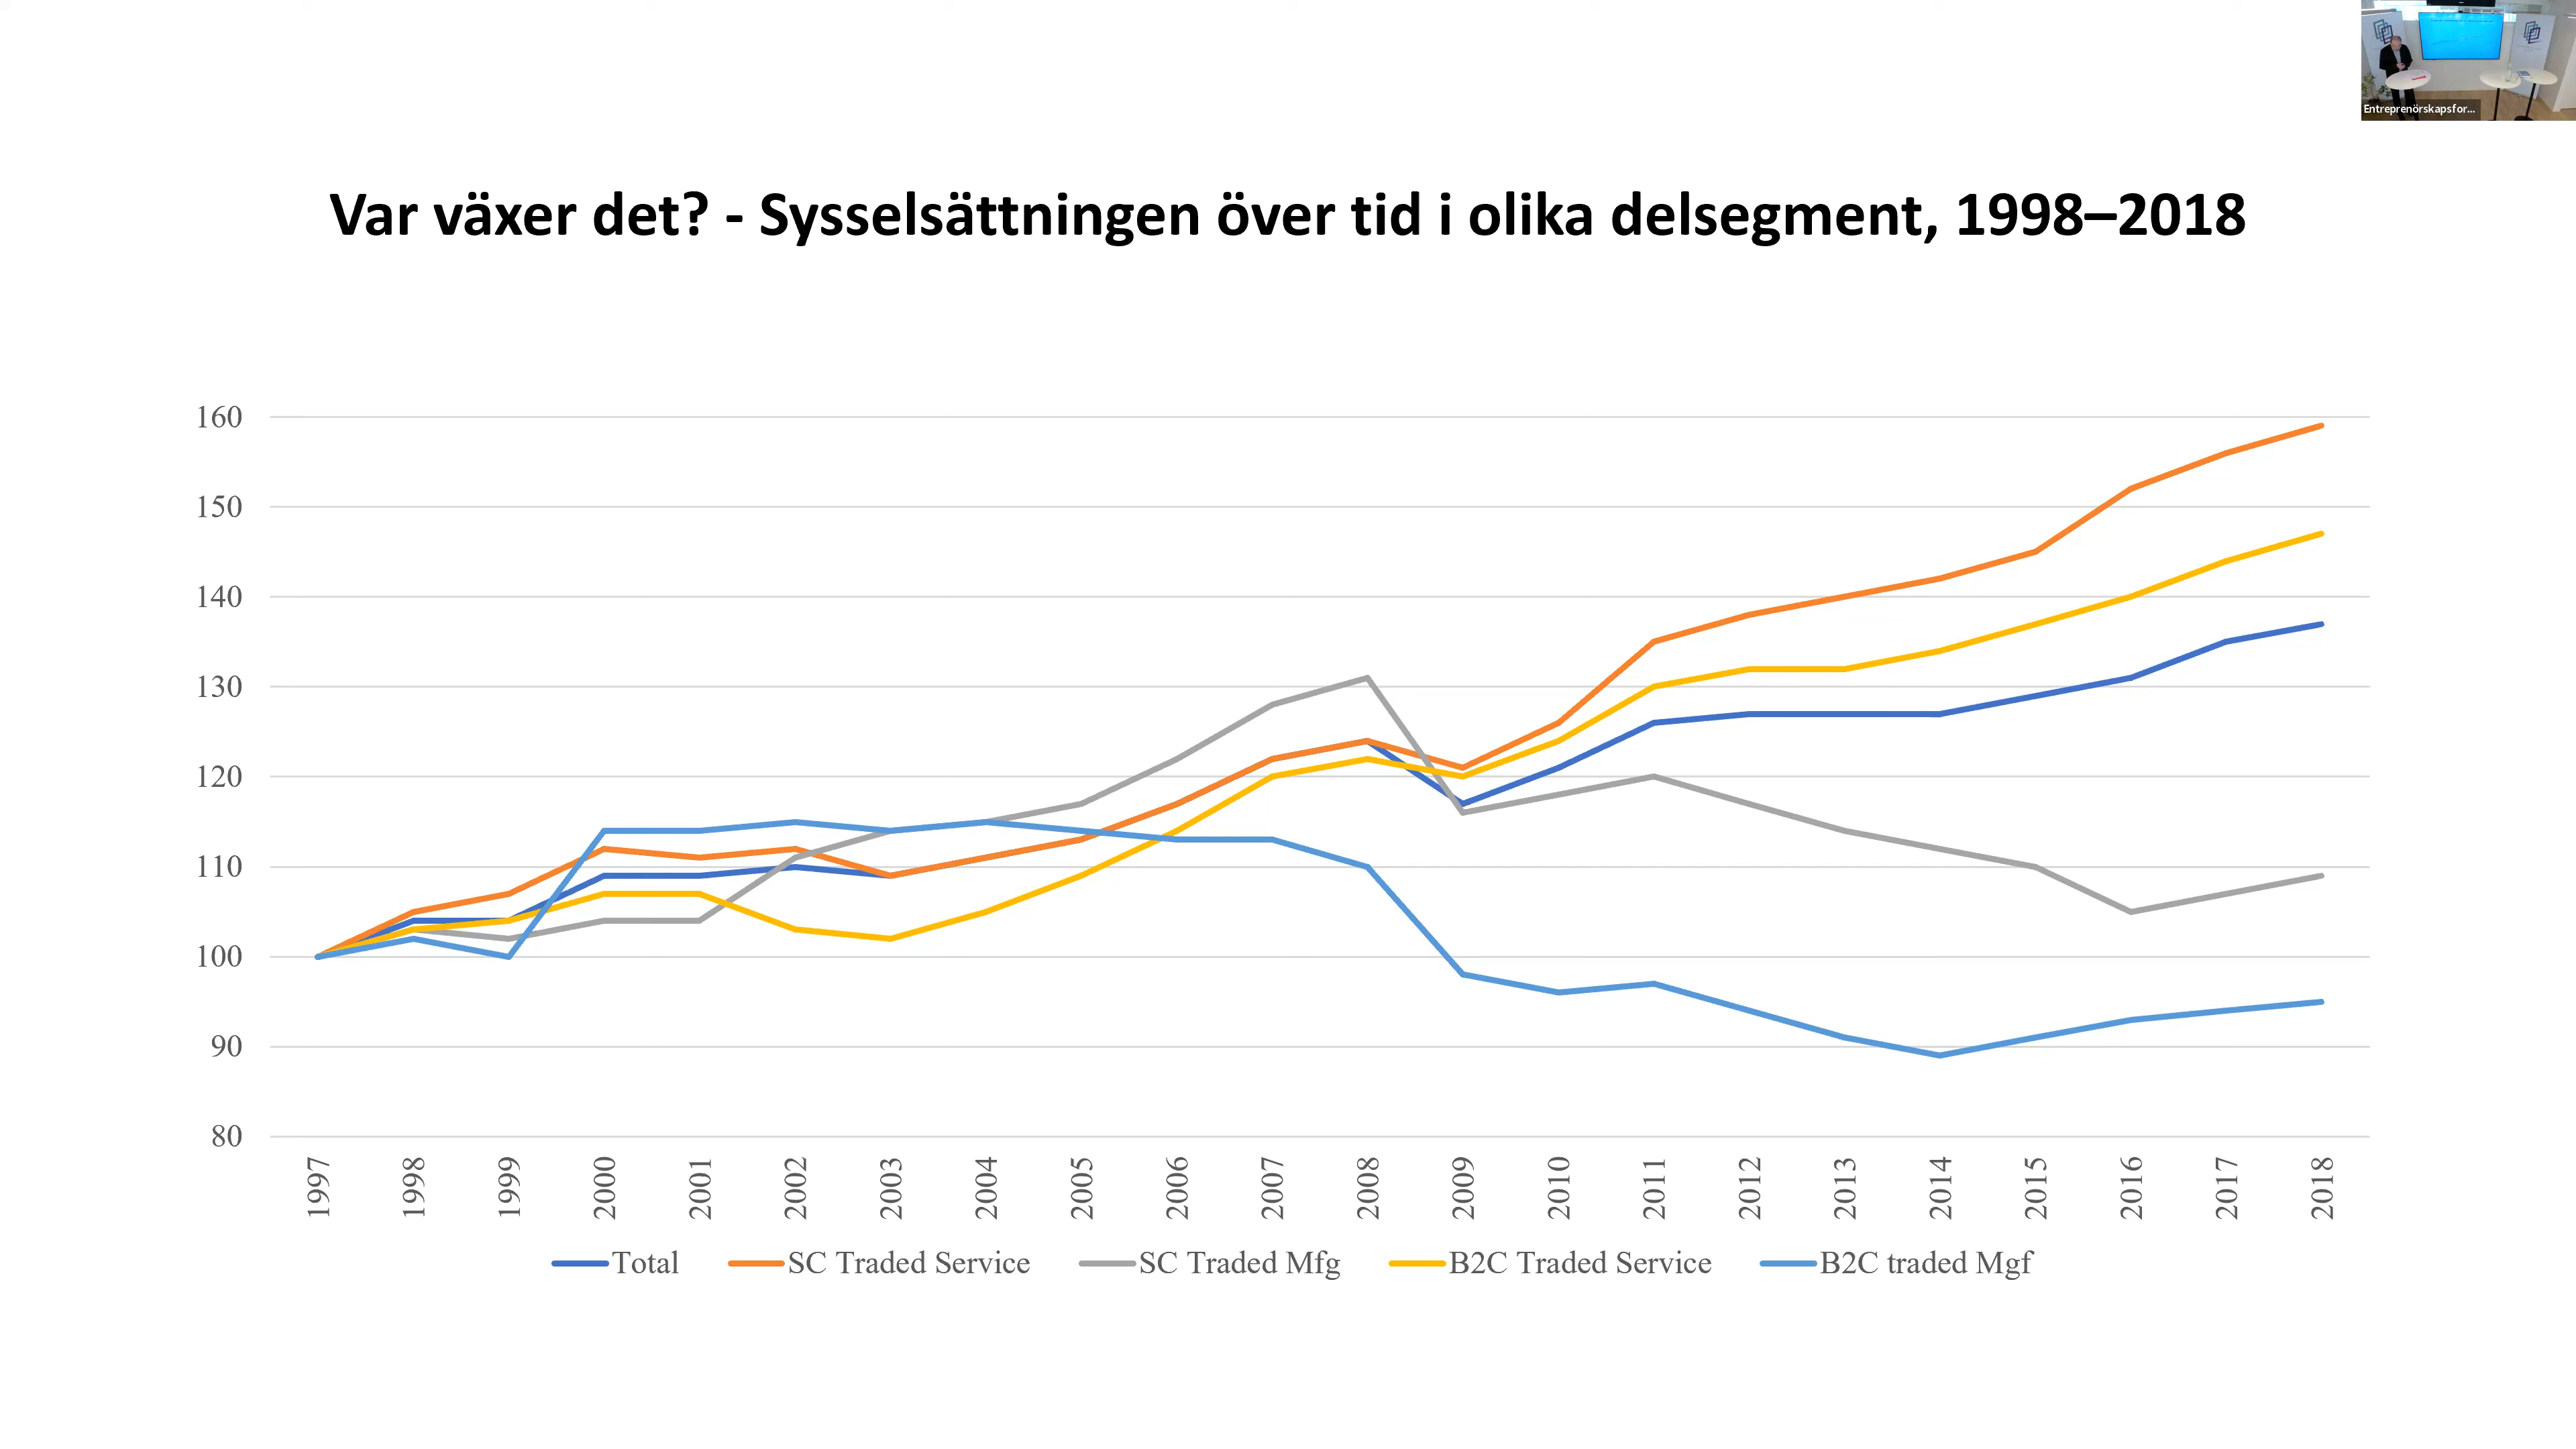 Entreprenörskapsfor...
Var växer det? - Sysselsättningen över tid i olika delsegment, 1998–2018
160
150
140
130
120
110
100
90
80
1997 1998 1999 2000 2001 2002 2003 2004 2005 2006 2007 2008 2009 2010 2011 2012 2013 2014 2015 2016 2017 2018
Total SC Traded Service SC Traded Mfg B2C Traded Service B2C traded Mgf